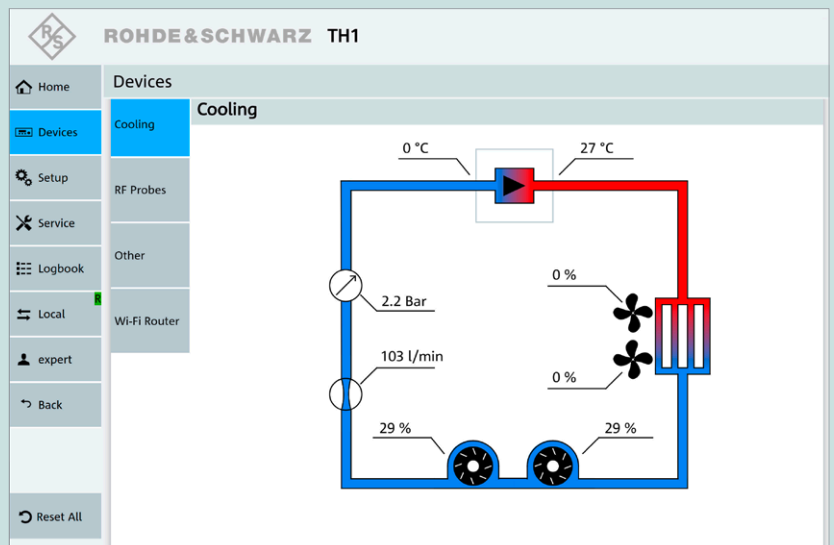 R&S
ROHDE&SCHWARZ TH1
Home
Devices
Setup
Service
Logbook
R
Local
expert
Back
Reset All
Devices
Cooling
RF Probes
Other
Wi-Fi Router
Cooling
0 °C
27 °C
2.2 Bar
0 %
103 l/min
0 %
29 %
29 %